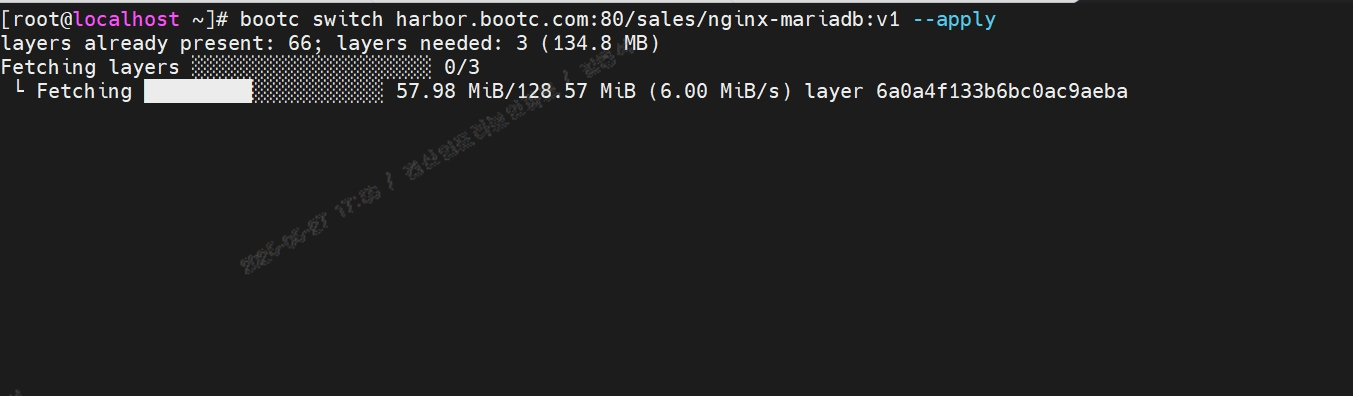 [root@localhost ~]# bootc switch harbor.bootc.com:80/sales/nginx-mariadb:v1 --apply
layers already present: 66; layers needed: 3 (134.8 MB)
Fetching layers ░░░░░░░░░░░░░░░░░░░░ 0/3
└ Fetching █████████░░░░░░░░░░░ 57.98 MiB/128.57 MiB (6.00 MiB/s) layer 6a0a4f133b6bc0ac9aeba